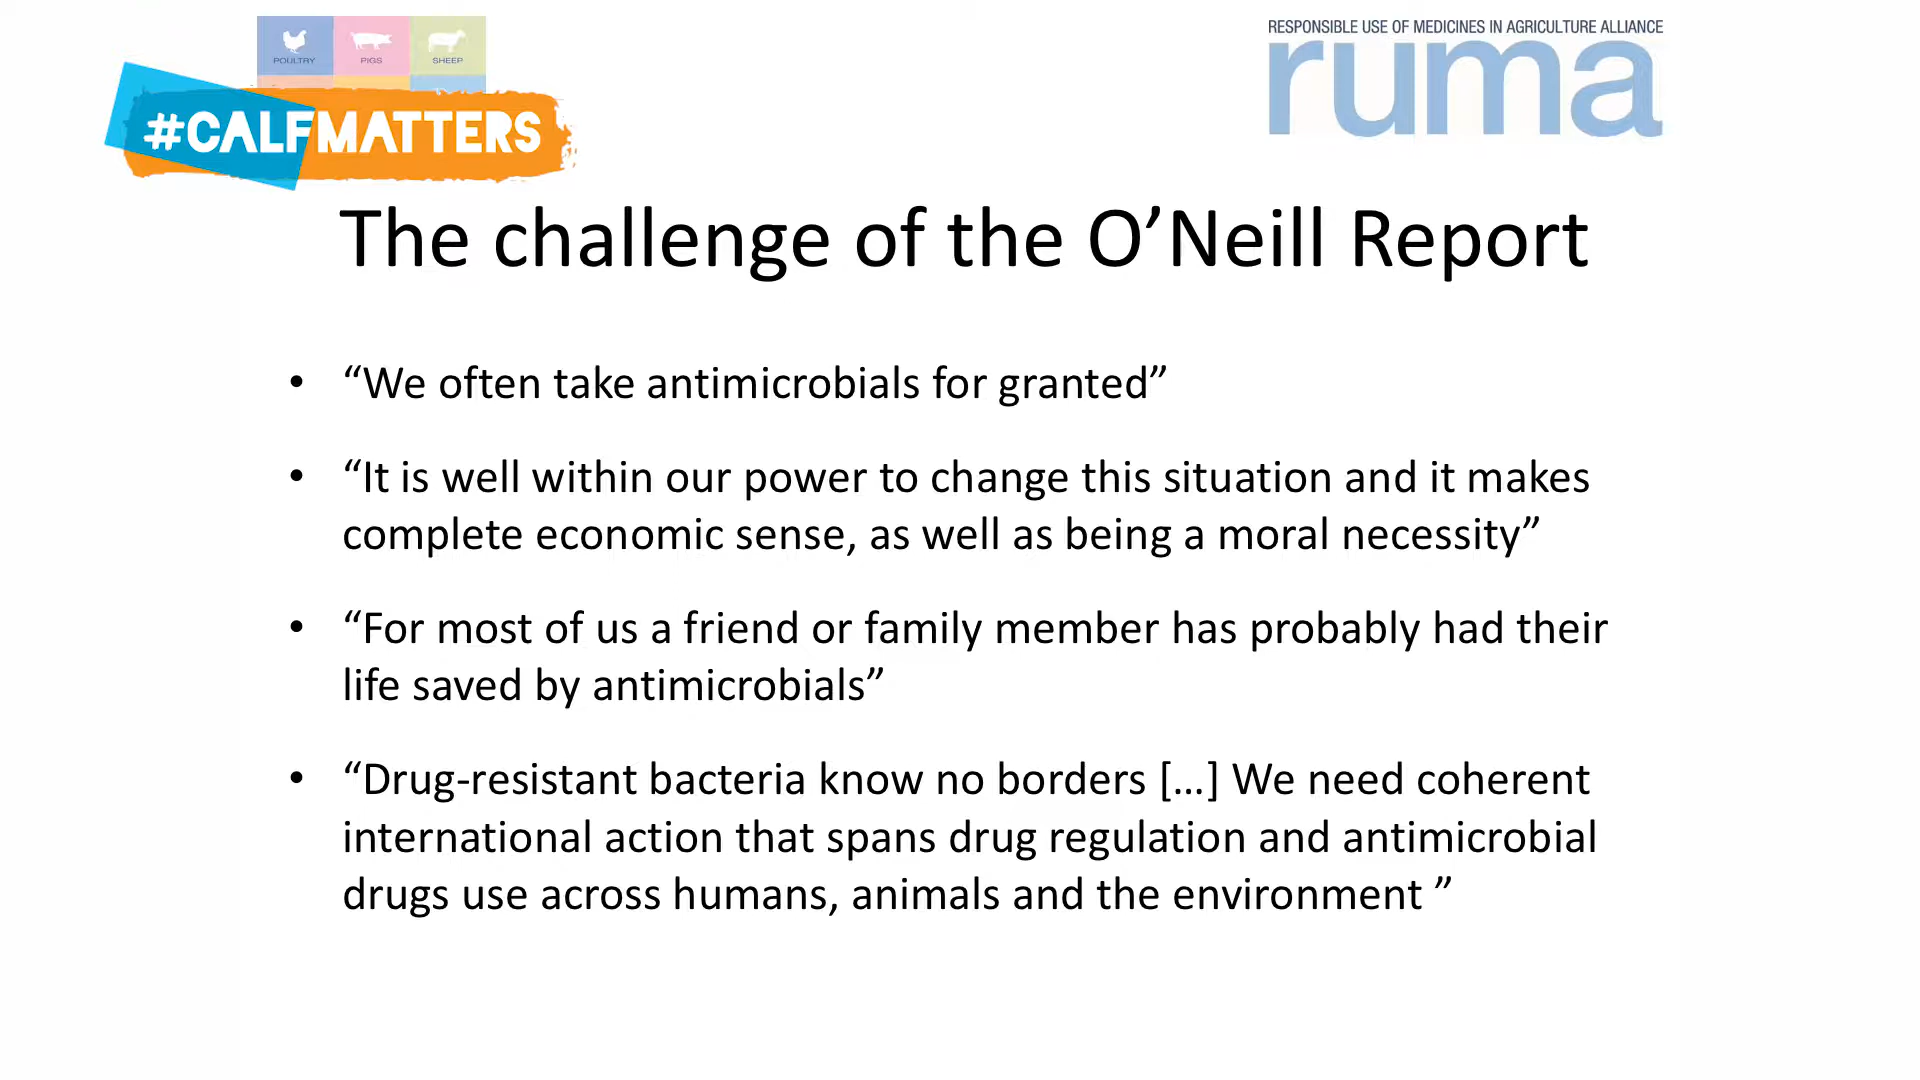 POULTRY PIGS SHEEP
#CALFMATTERS
RESPONSIBLE USE OF MEDICINES IN AGRICULTURE ALLIANCE
ruma
The challenge of the O’Neill Report
• “We often take antimicrobials for granted”
• “It is well within our power to change this situation and it makes
complete economic sense, as well as being a moral necessity”
• “For most of us a friend or family member has probably had their
life saved by antimicrobials”
• “Drug-resistant bacteria know no borders […] We need coherent
international action that spans drug regulation and antimicrobial
drugs use across humans, animals and the environment ”